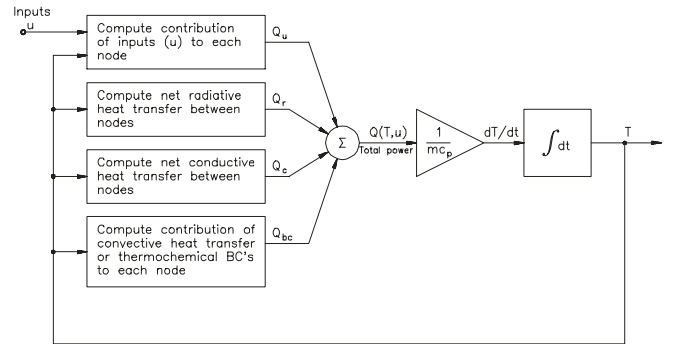 Inputs
u
Compute contribution
of inputs (u) to each
node
Q_u
Compute net radiative
heat transfer between
nodes
Q_r
Compute net conductive
heat transfer between
nodes
Q_c
Compute contribution of
convective heat transfer
or thermochemical BC's
to each node
Q_bc
Σ
Q(T,u)
Total power
1
mc_p
dT/dt
∫dt
T